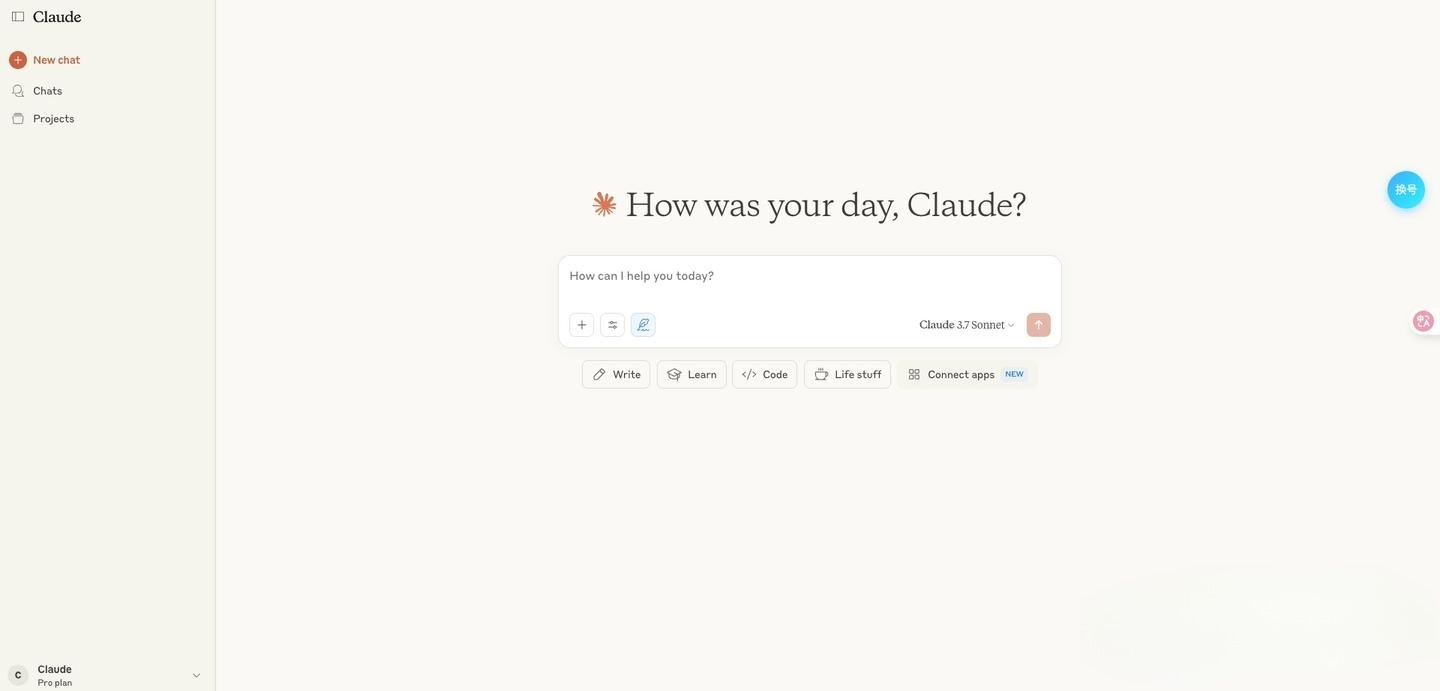 Claude
New chat
Chats
Projects
How was your day, Claude?
How can I help you today?
Claude 3.7 Sonnet
Write
Learn
Code
Life stuff
Connect apps NEW
换号
中
A
C
Claude
Pro plan